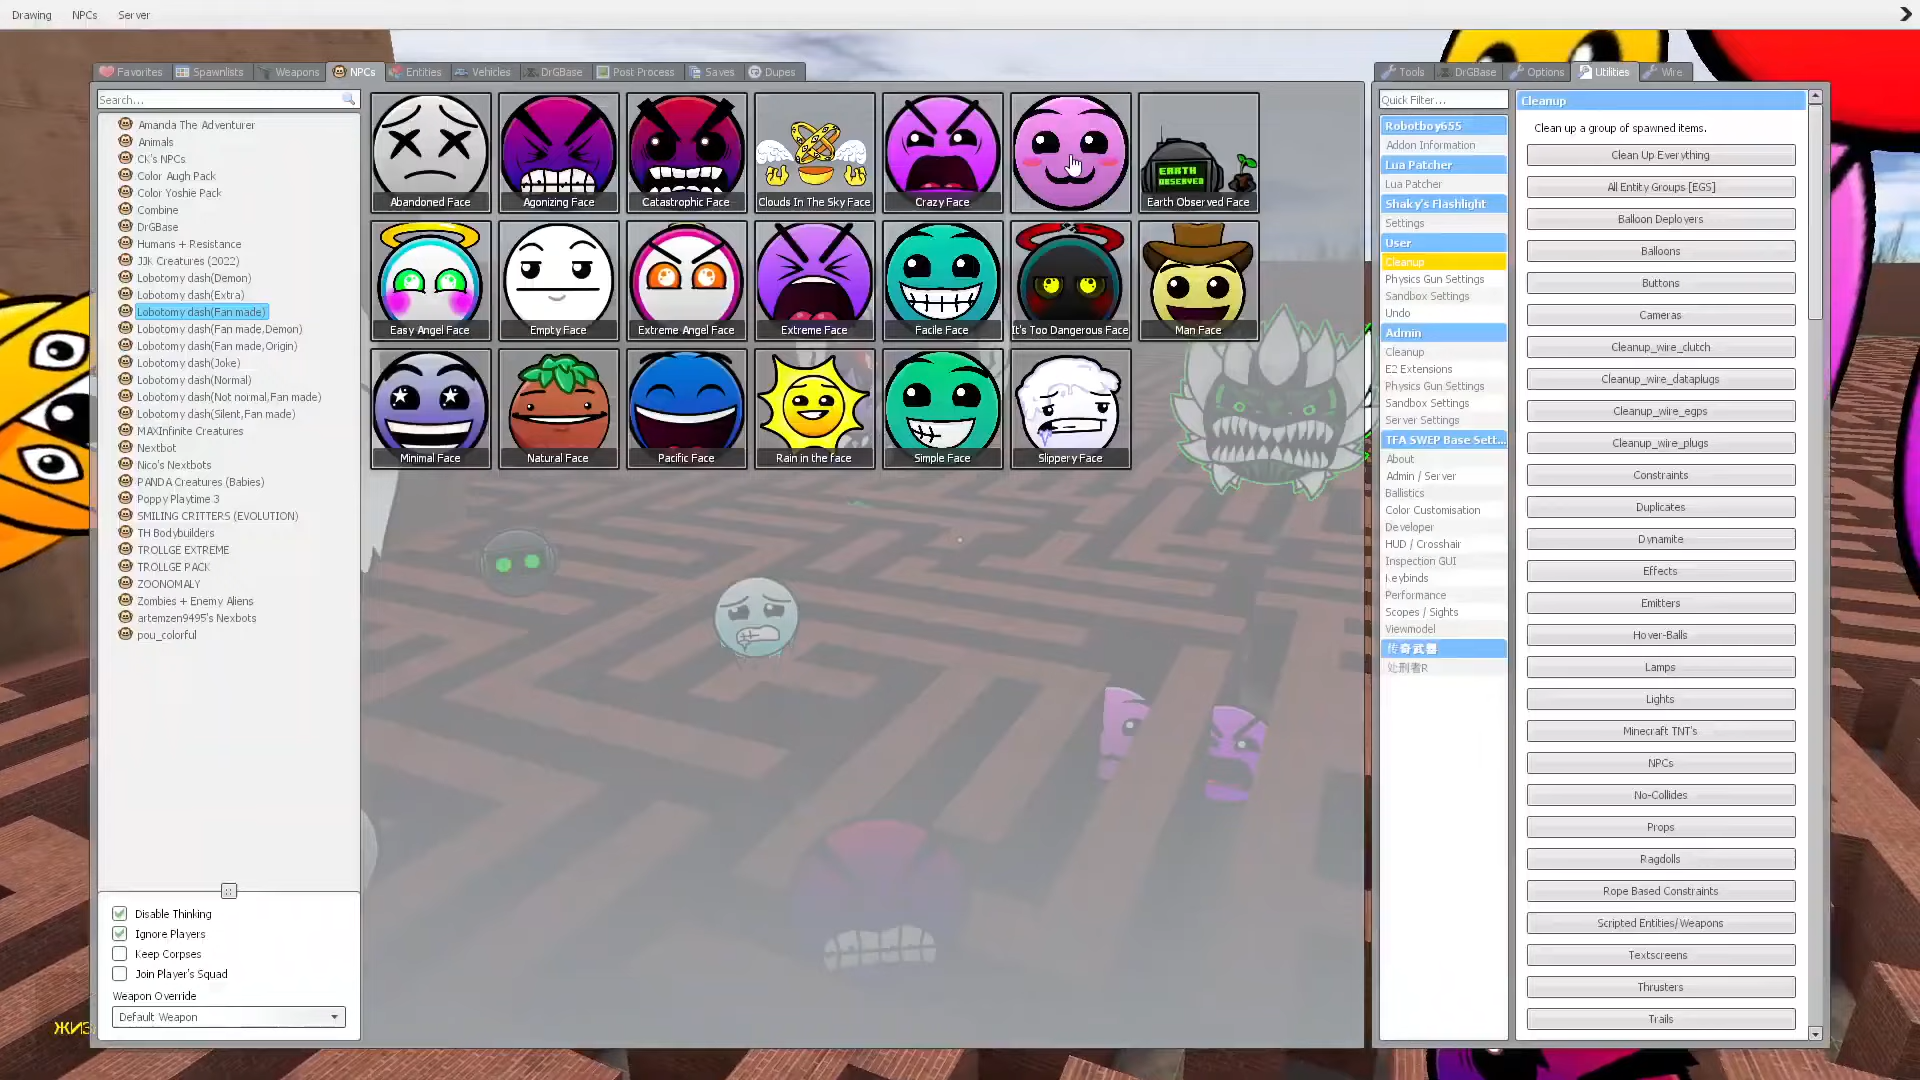 Drawing NPCs Server
Favorites Spawnlists Weapons NPCs Entities Vehicles DrGBase Post Process Saves Dupes
Search...
Amanda The Adventurer
Animals
CK's NPCs
Color Augh Pack
Color Yoshie Pack
Combine
DrGBase
Humans + Resistance
JJK Creatures (2022)
Lobotomy dash(Demon)
Lobotomy dash(Extra)
Lobotomy dash(Fan made)
Lobotomy dash(Fan made,Demon)
Lobotomy dash(Fan made,Origin)
Lobotomy dash(Joke)
Lobotomy dash(Normal)
Lobotomy dash(Not normal,Fan made)
Lobotomy dash(Silent,Fan made)
MAXInfinite Creatures
Nextbot
Nico's Nextbots
PANDA Creatures (Babies)
Poppy Playtime 3
SMILING CRITTERS (EVOLUTION)
TH Bodybuilders
TROLLGE EXTREME
TROLLGE PACK
ZOONOMALY
Zombies + Enemy Aliens
artemzen9495's Nexbots
pou_colorful
Disable Thinking
Ignore Players
Keep Corpses
Join Player's Squad
Weapon Override
Default Weapon
EARTH
OBSERVED
Abandoned Face Agonizing Face Catastrophic Face Clouds In The Sky Face Crazy Face Earth Observed Face
Easy Angel Face Empty Face Extreme Angel Face Extreme Face Facile Face It's Too Dangerous Face Man Face
Minimal Face Natural Face Pacific Face Rain in the face Simple Face Slippery Face
Tools DrGBase Options Utilities Wire
Quick Filter...
Robotboy655
Addon Information
Lua Patcher
Lua Patcher
Shaky's Flashlight
Settings
User
Cleanup
Physics Gun Settings
Sandbox Settings
Undo
Admin
Cleanup
E2 Extensions
Physics Gun Settings
Sandbox Settings
Server Settings
TFA SWEP Base Sett...
About
Admin / Server
Ballistics
Color Customisation
Developer
HUD / Crosshair
Inspection GUI
Keybinds
Performance
Scopes / Sights
Viewmodel
传奇武器
处刑者R
Cleanup
Clean up a group of spawned items.
Clean Up Everything
All Entity Groups [EGS]
Balloon Deployers
Balloons
Buttons
Cameras
Cleanup_wire_clutch
Cleanup_wire_dataplugs
Cleanup_wire_egps
Cleanup_wire_plugs
Constraints
Duplicates
Dynamite
Effects
Emitters
Hover-Balls
Lamps
Lights
Minecraft TNT's
NPCs
No-Collides
Props
Ragdolls
Rope Based Constraints
Scripted Entities/Weapons
Textscreens
Thrusters
Trails